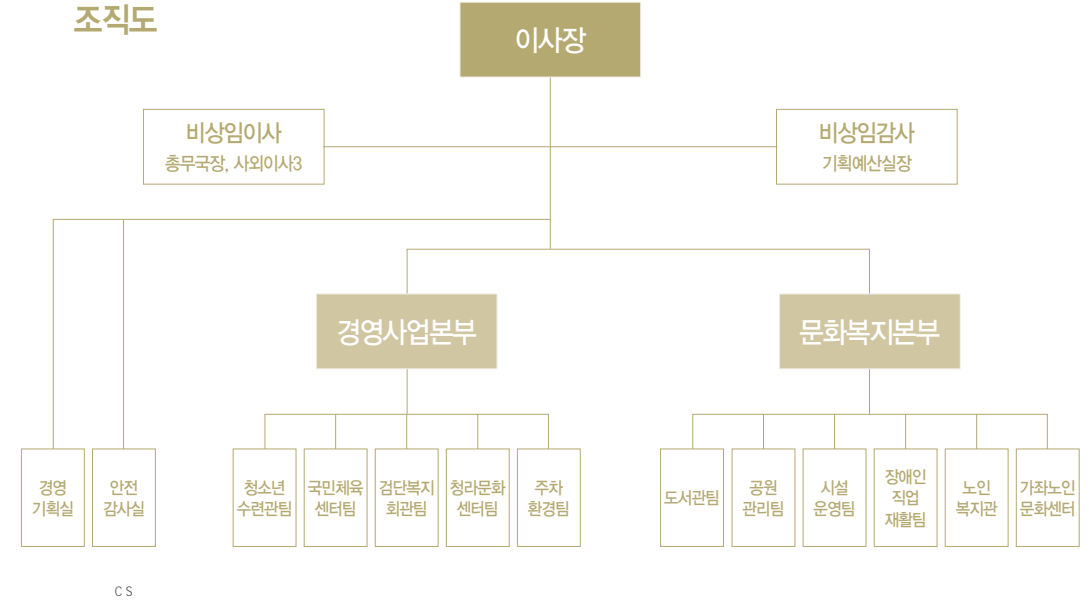 조직도
이사장
비상임이사
총무국장, 사외이사3
비상임감사
기획예산실장
경영사업본부
문화복지본부
경영
기획실
안전
감사실
청소년
수련관팀
국민체육
센터팀
검단복지
회관팀
청라문화
센터팀
주차
환경팀
도서관팀
공원
관리팀
시설
운영팀
장애인
직업
재활팀
노인
복지관
가좌노인
문화센터
CS